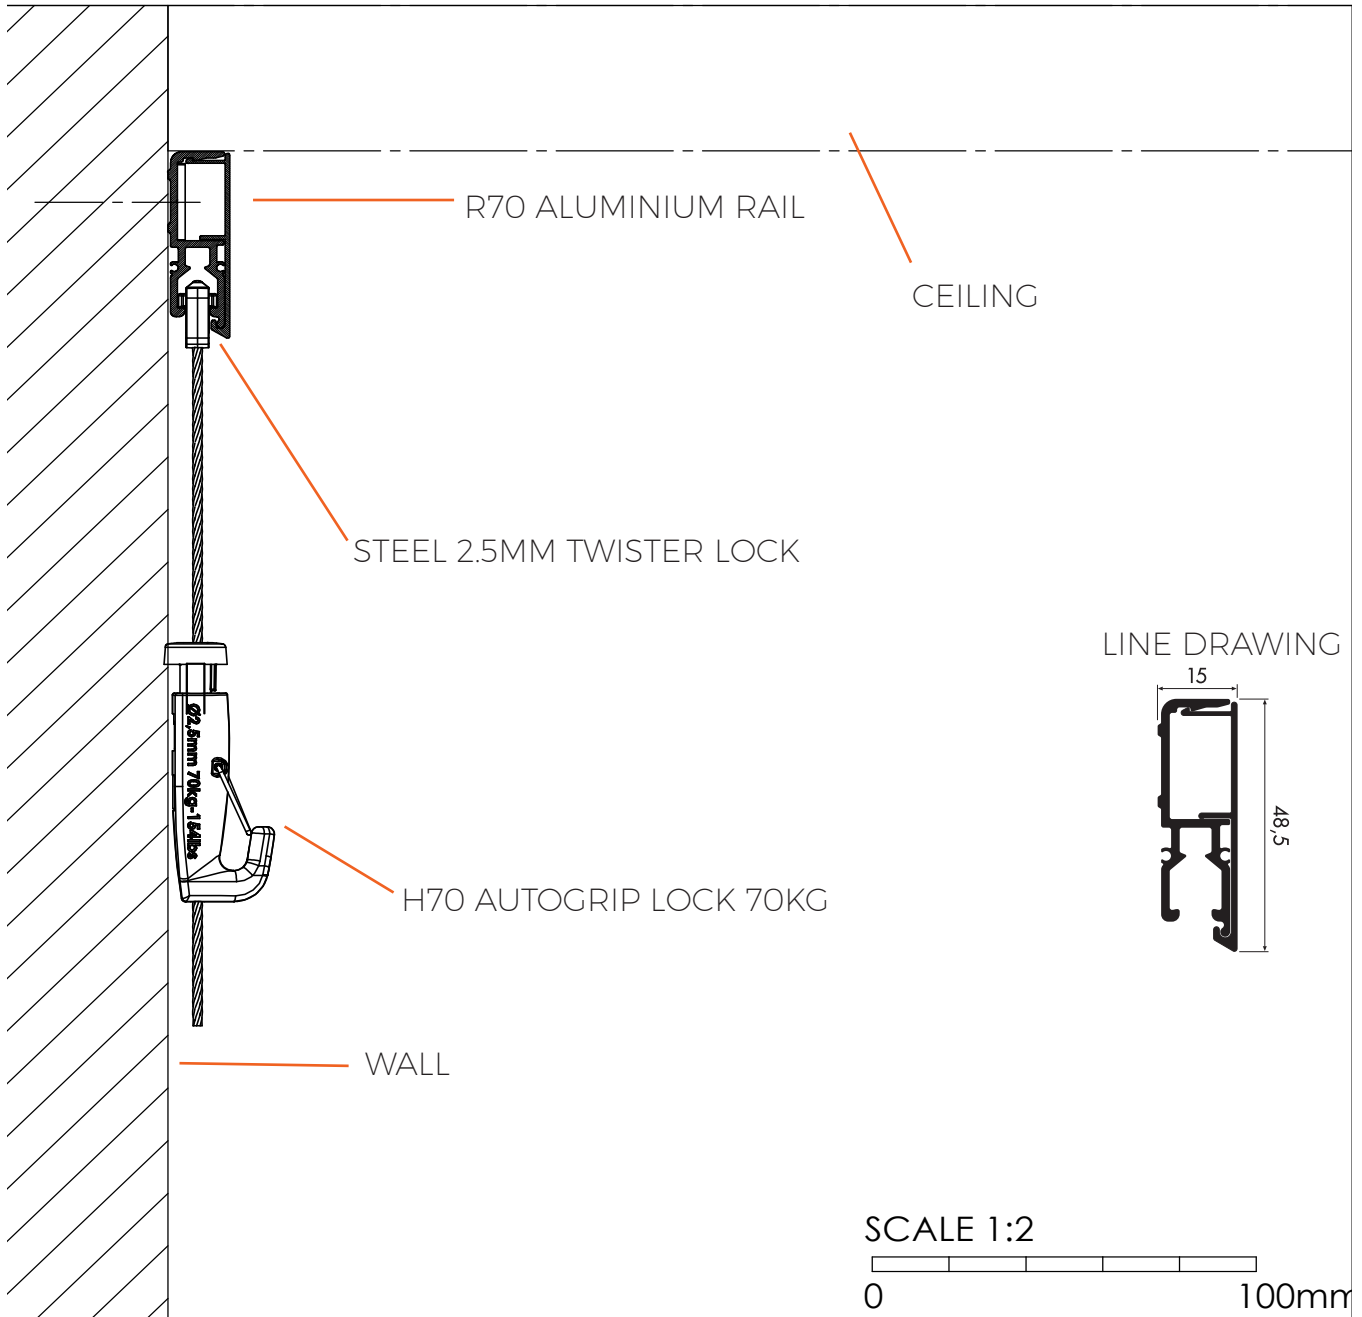 R70 ALUMINIUM RAIL
CEILING
STEEL 2.5MM TWISTER LOCK
LINE DRAWING
15
48,5
Ø2,5mm 70kg-154lbs
H70 AUTOGRIP LOCK 70KG
WALL
SCALE 1:2
0
100mm